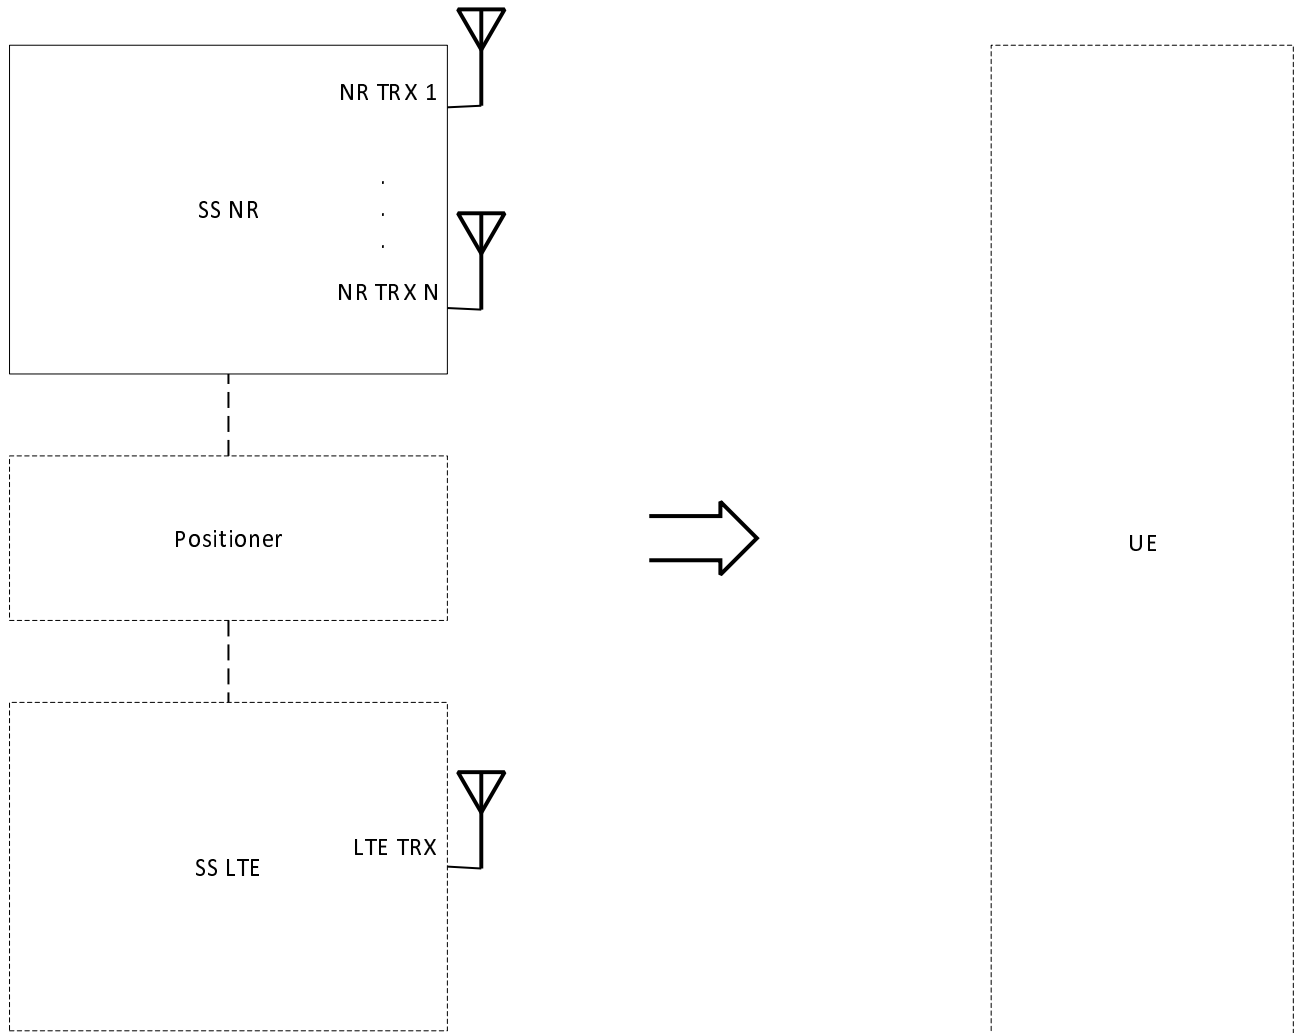 NR TRX 1
SS NR
.
.
.
NR TRX N
Positioner
UE
LTE TRX
SS LTE